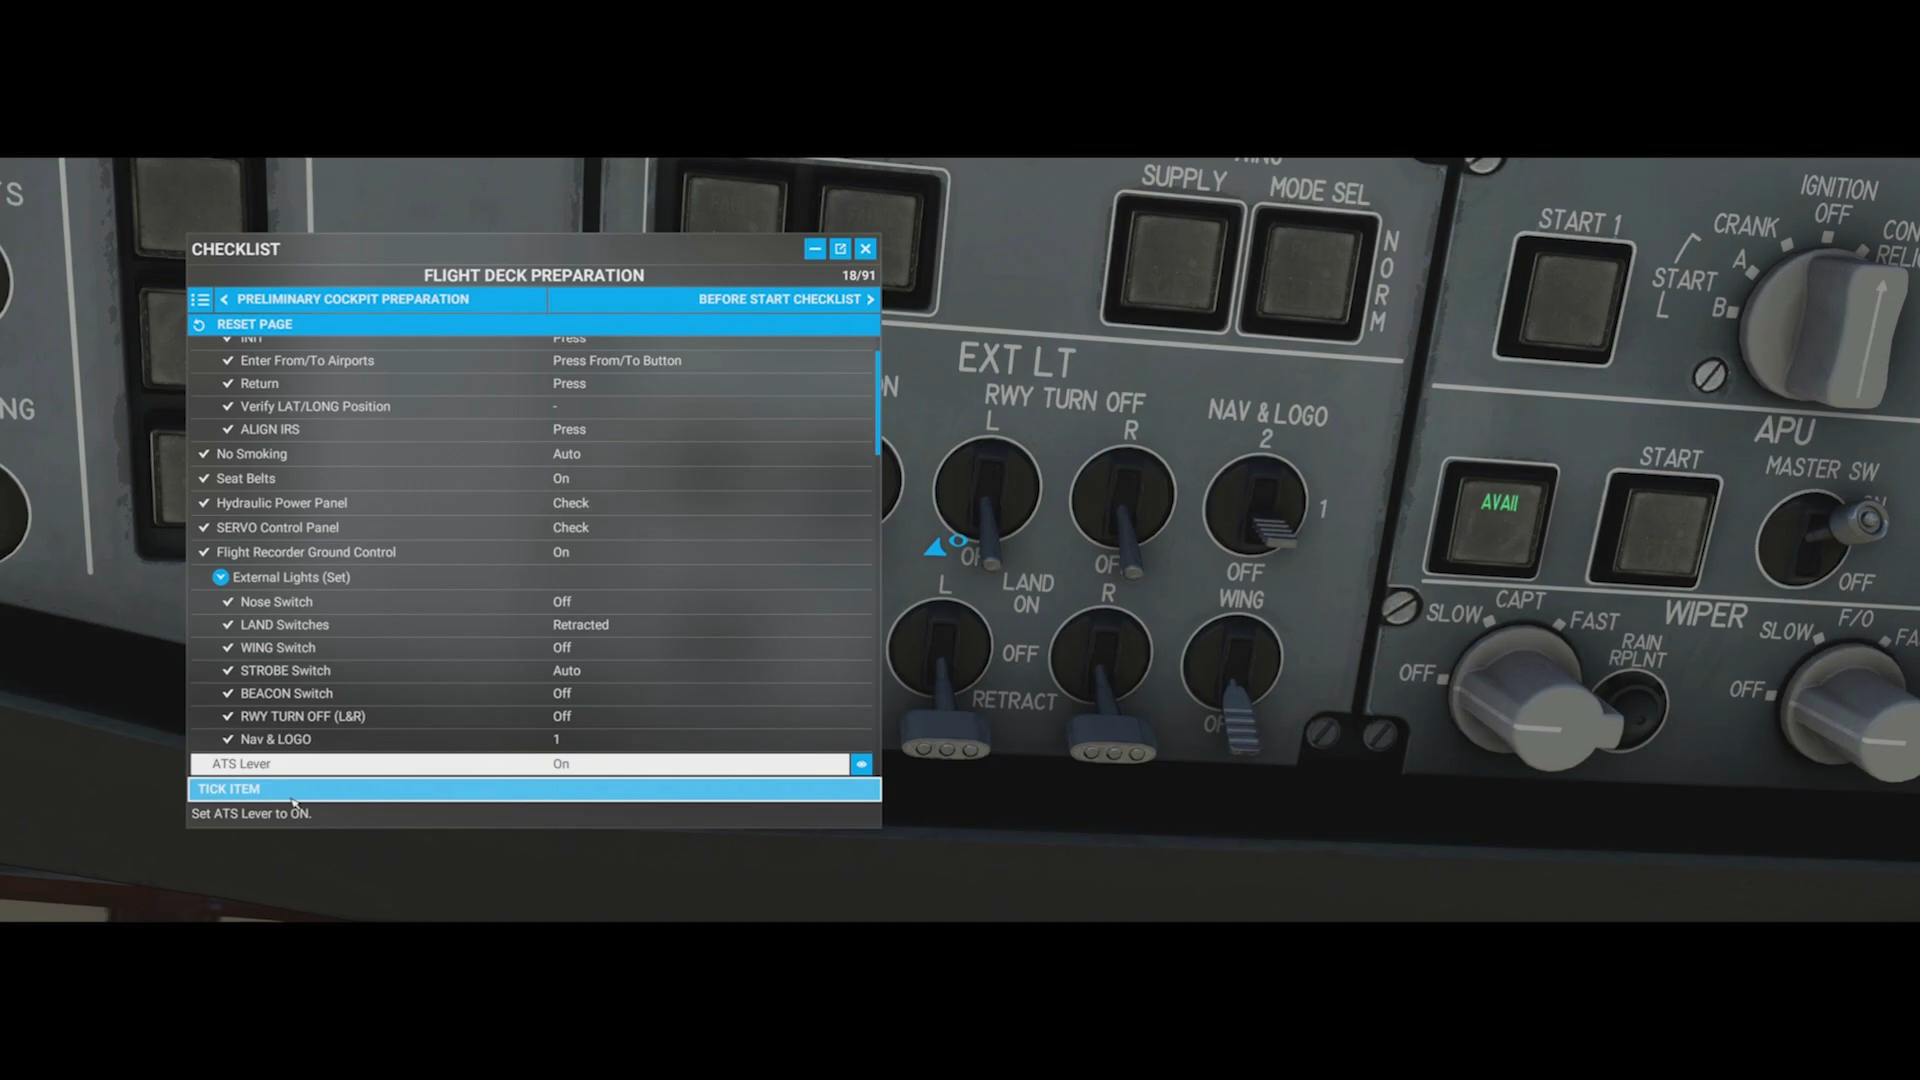 CHECKLIST
FLIGHT DECK PREPARATION 18/91
PRELIMINARY COCKPIT PREPARATION BEFORE START CHECKLIST
RESET PAGE
INIT Press
Enter From/To Airports Press From/To Button
Return Press
Verify LAT/LONG Position -
ALIGN IRS Press
No Smoking Auto
Seat Belts On
Hydraulic Power Panel Check
SERVO Control Panel Check
Flight Recorder Ground Control On
External Lights (Set)
Nose Switch Off
LAND Switches Retracted
WING Switch Off
STROBE Switch Auto
BEACON Switch Off
RWY TURN OFF (L&R) Off
Nav & LOGO 1
ATS Lever On
TICK ITEM
Set ATS Lever to ON.
SUPPLY
MODE SEL
NORM
EXT LT
RWY TURN OFF
L
R
NAV & LOGO
2
1
OFF
L
LAND
ON
R
WING
OFF
RETRACT
START 1
IGNITION
OFF
CRANK
A
START
L
B
APU
START
MASTER SW
ON
AVAIL
OFF
WIPER
CAPT
SLOW
FAST
OFF
RAIN
RPLNT
F/O
SLOW
OFF